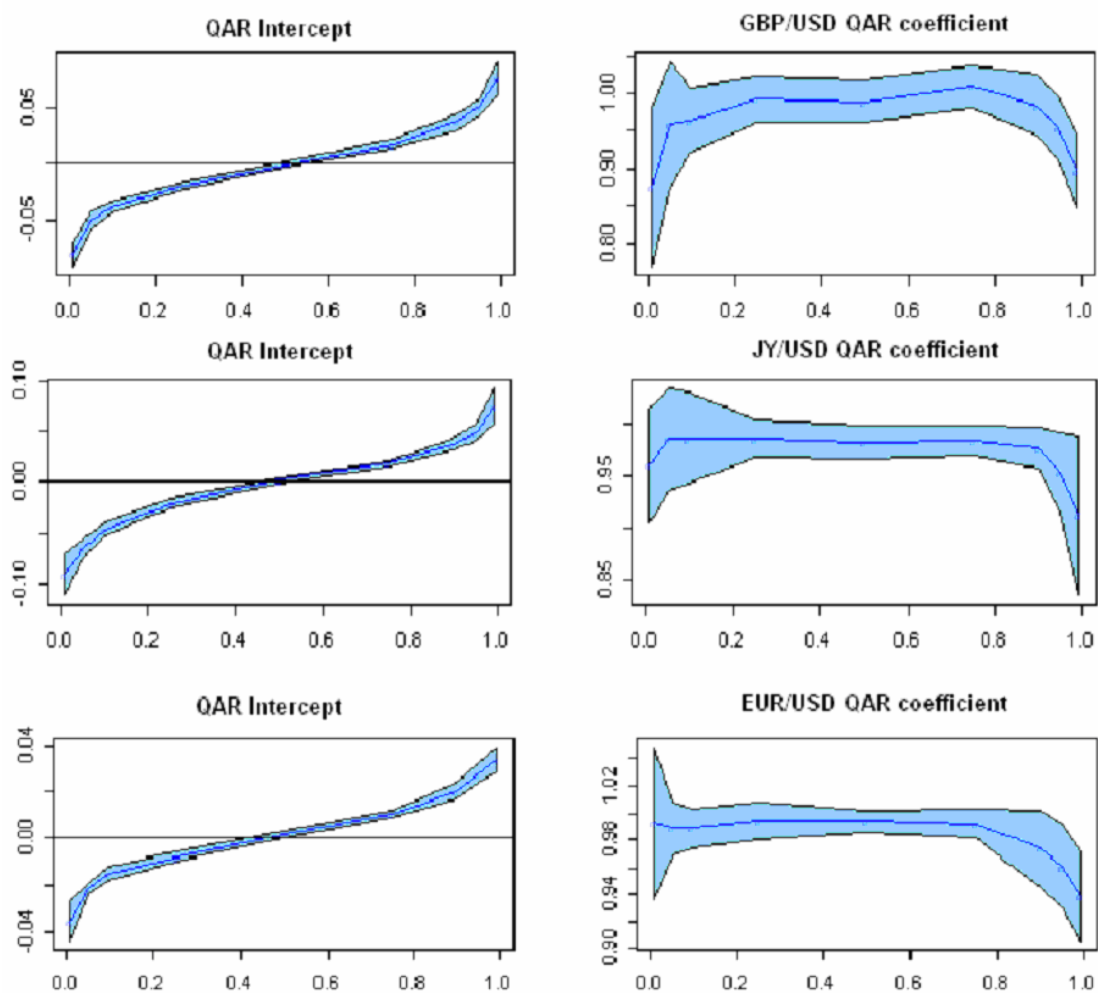 QAR Intercept
GBP/USD QAR coefficient
0.05
-0.05
1.00
0.90
0.80
0.0 0.2 0.4 0.6 0.8 1.0
0.0 0.2 0.4 0.6 0.8 1.0
QAR Intercept
JY/USD QAR coefficient
0.10
0.00
-0.10
0.95
0.85
0.0 0.2 0.4 0.6 0.8 1.0
0.0 0.2 0.4 0.6 0.8 1.0
QAR Intercept
EUR/USD QAR coefficient
0.04
0.00
-0.04
1.02
0.98
0.94
0.90
0.0 0.2 0.4 0.6 0.8 1.0
0.0 0.2 0.4 0.6 0.8 1.0